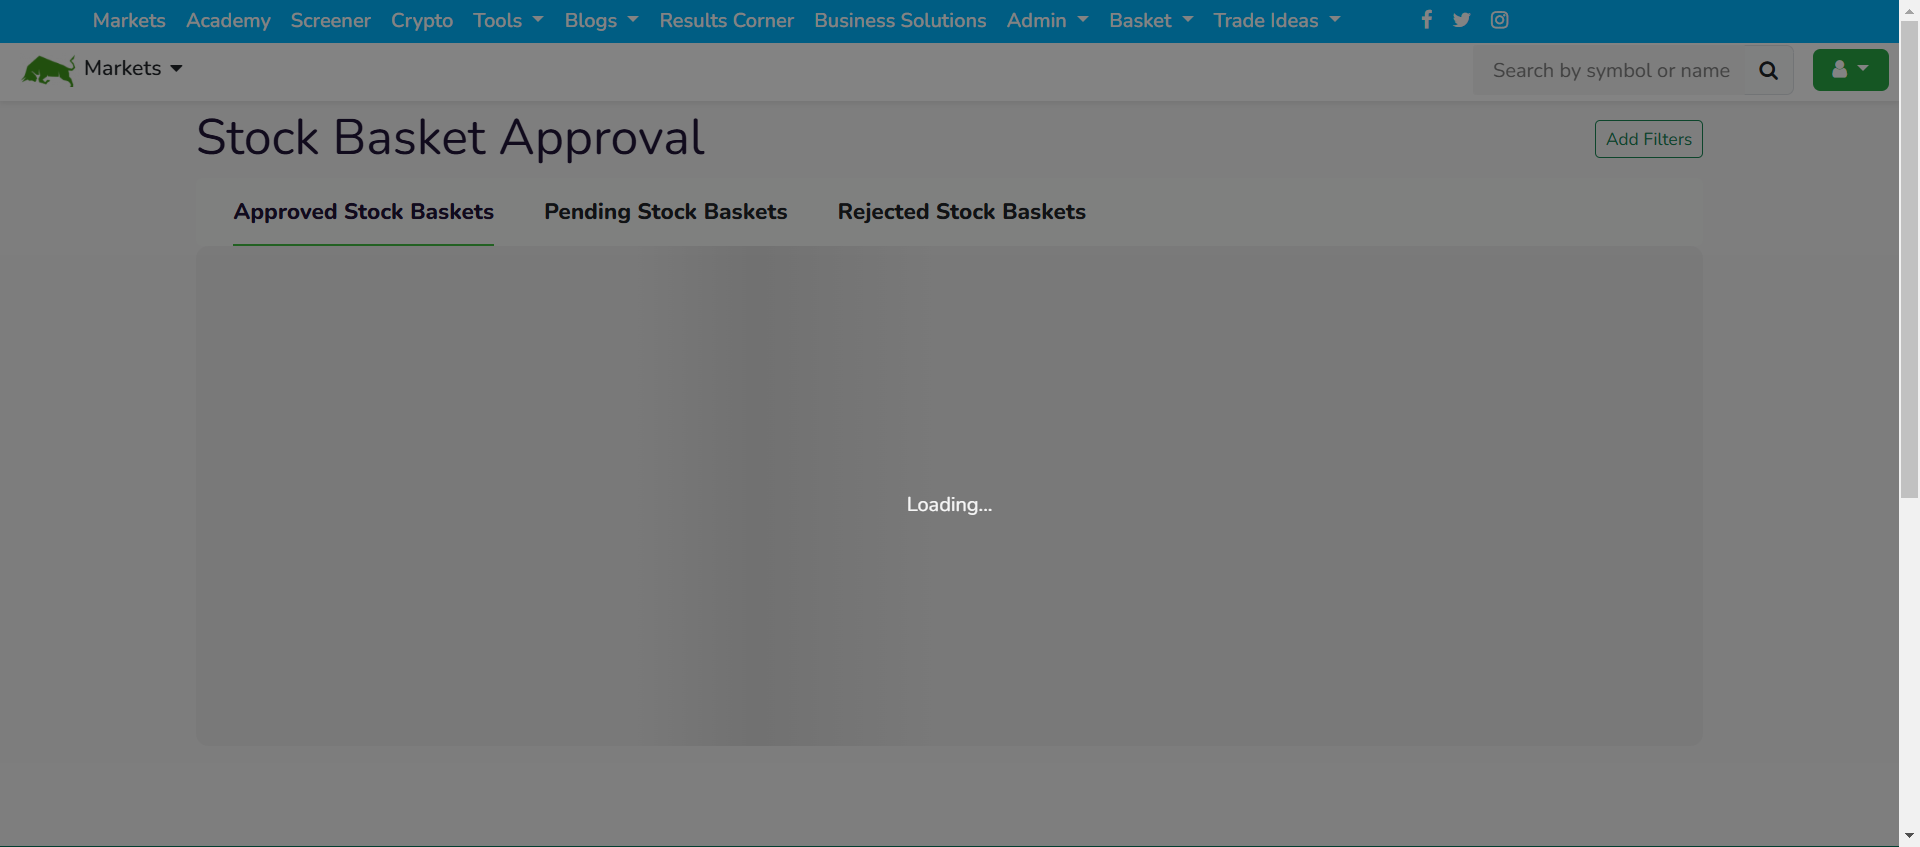 Markets Academy Screener Crypto Tools Blogs Results Corner Business Solutions Admin Basket Trade Ideas
Markets
Search by symbol or name
Stock Basket Approval
Add Filters
Approved Stock Baskets Pending Stock Baskets Rejected Stock Baskets
Loading...